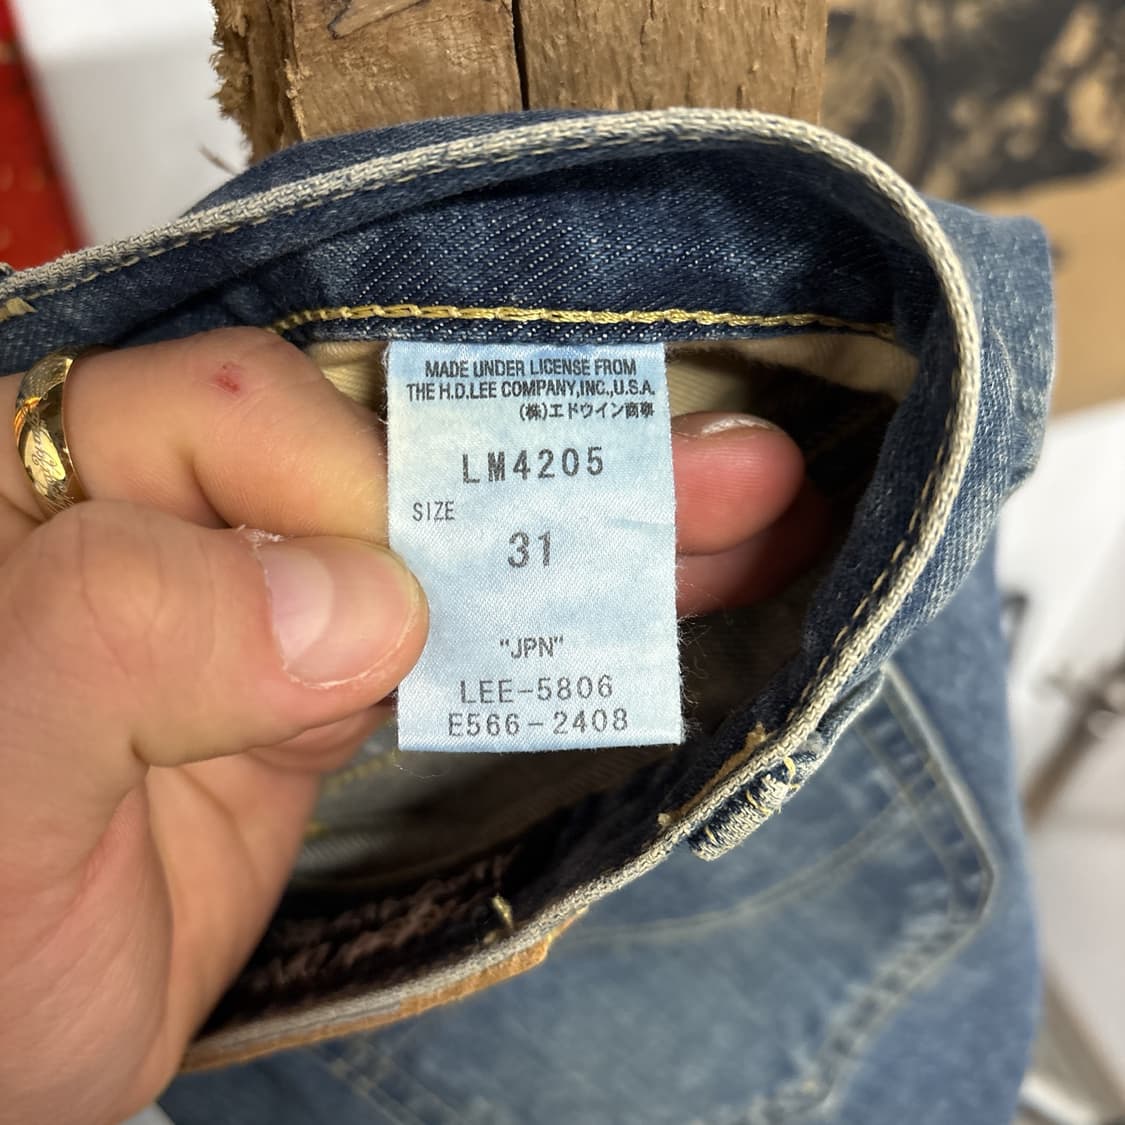 MADE UNDER LICENSE FROM
THE H.D.LEE COMPANY,INC.,U.S.A.
(株)エドウイン商事
LM4205
SIZE
31
"JPN"
LEE-5806
E566-2408